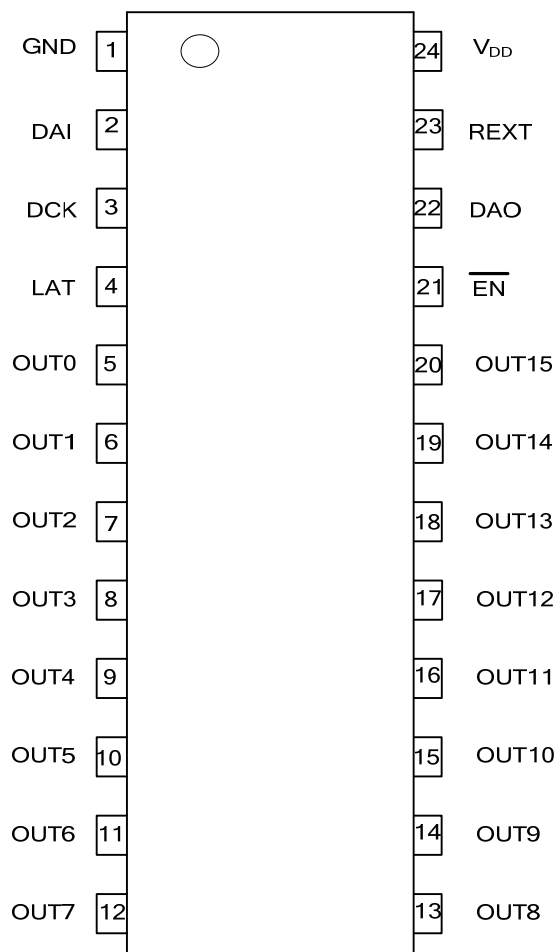 GND 1 24 V_DD
DAI 2 23 REXT
DCK 3 22 DAO
LAT 4 21 E̅N̅
OUT0 5 20 OUT15
OUT1 6 19 OUT14
OUT2 7 18 OUT13
OUT3 8 17 OUT12
OUT4 9 16 OUT11
OUT5 10 15 OUT10
OUT6 11 14 OUT9
OUT7 12 13 OUT8